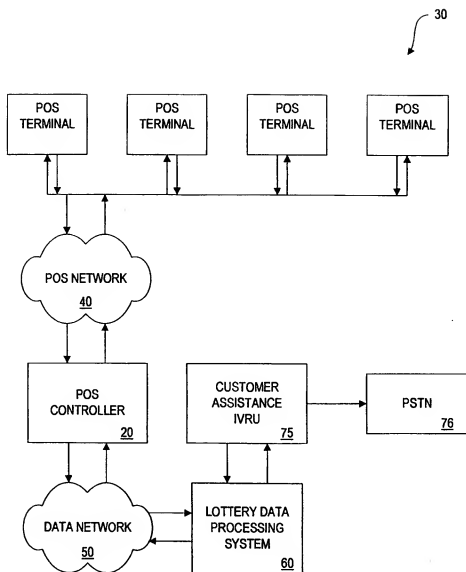 30
POS
TERMINAL
POS
TERMINAL
POS
TERMINAL
POS
TERMINAL
POS NETWORK
40
POS
CONTROLLER
20
CUSTOMER
ASSISTANCE
IVRU
75
PSTN
76
DATA NETWORK
50
LOTTERY DATA
PROCESSING
SYSTEM
60